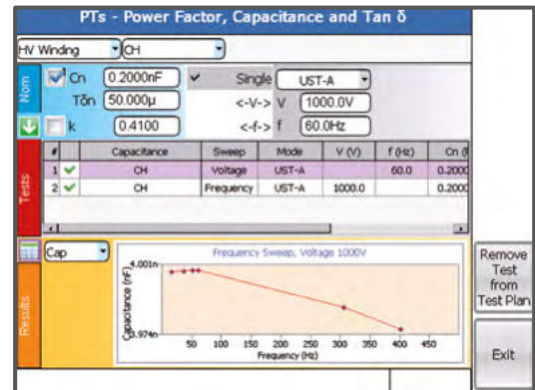 PTs - Power Factor, Capacitance and Tan δ
HV Winding CH
Nom
Cn 0.2000nF Single UST-A
Tδn 50.000µ <-V-> V 1000.0V
k 0.4100 <-f-> f 60.0Hz
Tests
# Capacitance Sweep Mode V (V) f (Hz) Cn (F
1 CH Voltage UST-A 60.0 0.2000
2 CH Frequency UST-A 1000.0 0.2000
Results
Cap
Frequency Sweep, Voltage 1000V
4.001n
Capacitance (nF)
3.974n
50 100 150 200 250 300 350 400 450
Frequency (Hz)
Remove
Test
from
Test Plan
Exit